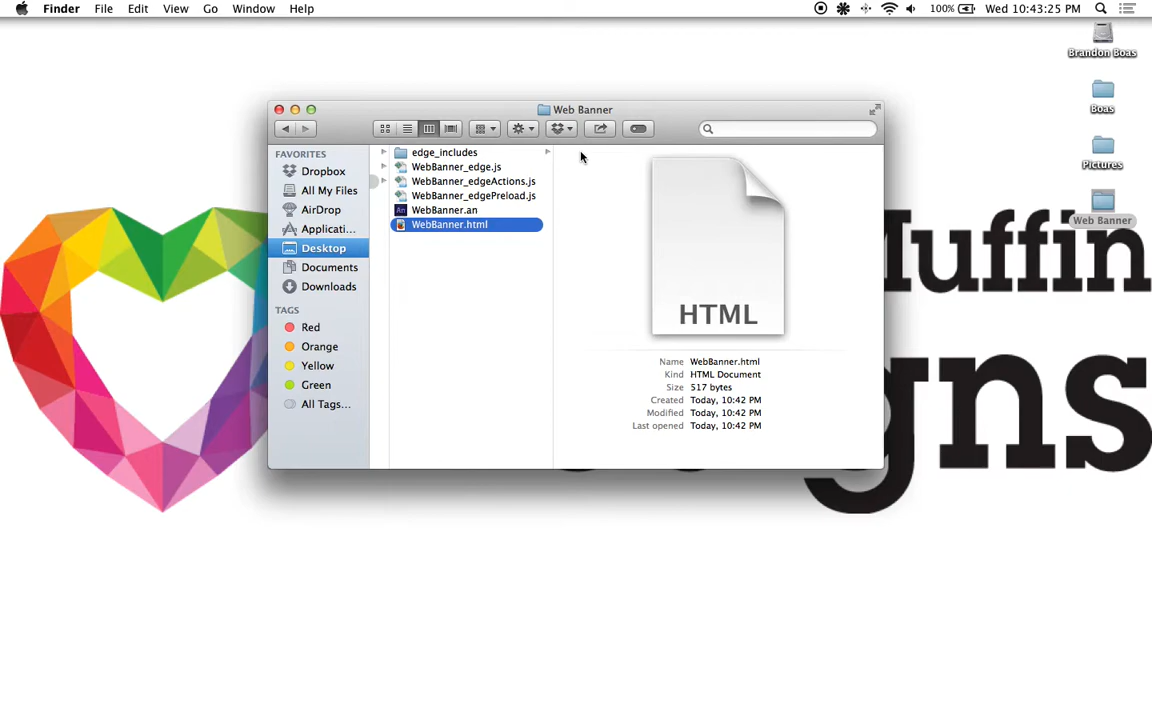 Finder File Edit View Go Window Help 100% Wed 10:43:25 PM
Brandon Boas
Boas
Pictures
Web Banner
Web Banner
FAVORITES
Dropbox
All My Files
AirDrop
Applicati...
Desktop
Documents
Downloads
TAGS
Red
Orange
Yellow
Green
All Tags...
edge_includes
WebBanner_edge.js
WebBanner_edgeActions.js
WebBanner_edgePreload.js
An WebBanner.an
WebBanner.html
HTML
Name WebBanner.html
Kind HTML Document
Size 517 bytes
Created Today, 10:42 PM
Modified Today, 10:42 PM
Last opened Today, 10:42 PM
Muffin
gns